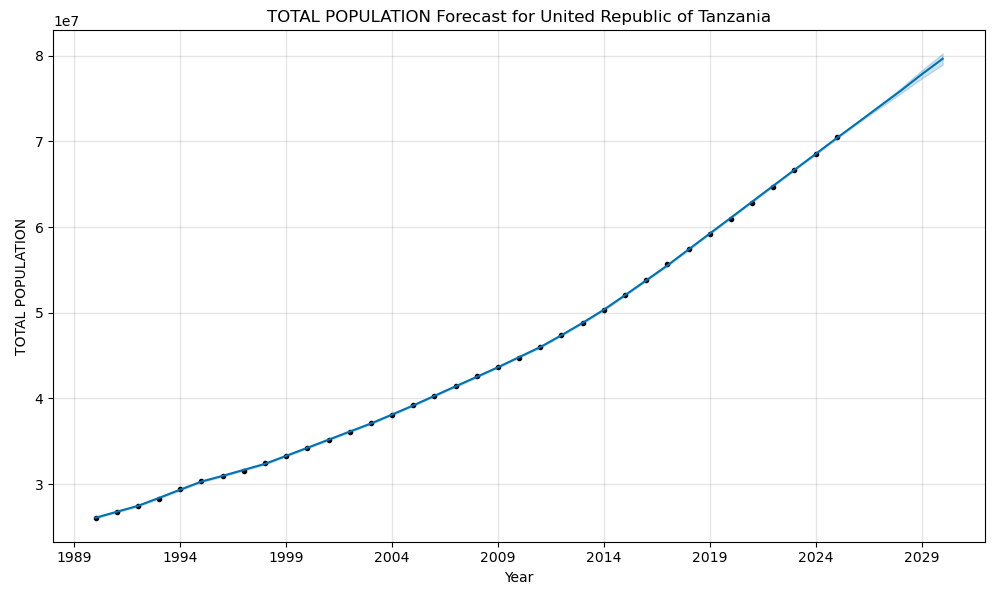 TOTAL POPULATION Forecast for United Republic of Tanzania
1e7
8
7
6
5
4
3
TOTAL POPULATION
1989 1994 1999 2004 2009 2014 2019 2024 2029
Year